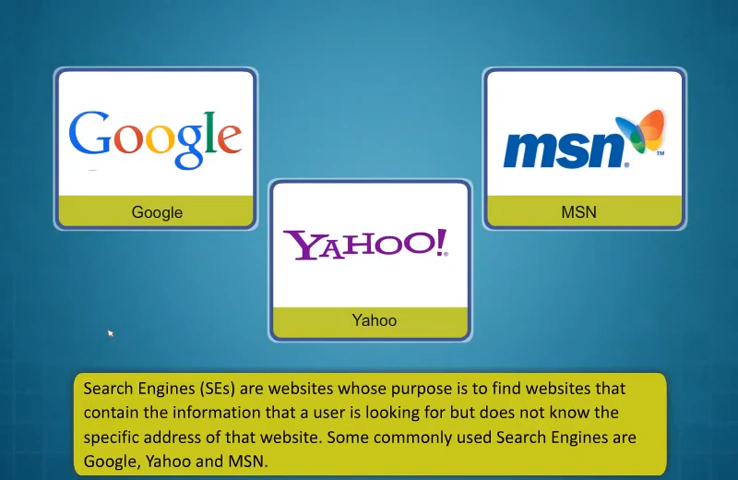 Google
Google
msn
MSN
YAHOO!
Yahoo
Search Engines (SEs) are websites whose purpose is to find websites that
contain the information that a user is looking for but does not know the
specific address of that website. Some commonly used Search Engines are
Google, Yahoo and MSN.